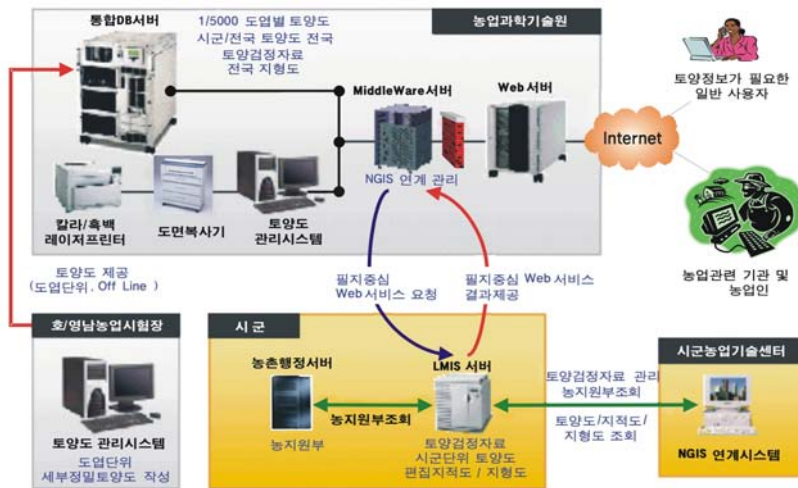 통합DB서버
1/5000 도엽별 토양도
시군/전국 토양도 전국
토양검정자료
전국 지형도
농업과학기술원
MiddleWare서버
Web 서버
NGIS 연계 관리
칼라/흑백
레이저프린터
도면복사기
토양도
관리시스템
Internet
토양정보가 필요한
일반 사용자
농업관련 기관 및
농업인
토양도 제공
(도엽단위, Off Line)
필지중심
Web 서비스 요청
필지중심 Web 서비스
결과제공
호/영남농업시험장
토양도 관리시스템
도엽단위
세부정밀토양도 작성
시 군
농촌행정서버
농지원부
농지원부조회
LMIS 서버
토양검정자료
시군단위 토양도
편집지적도 / 지형도
토양검정자료 관리
농지원부조회
토양도/지적도/
지형도 조회
시군농업기술센터
NGIS 연계시스템